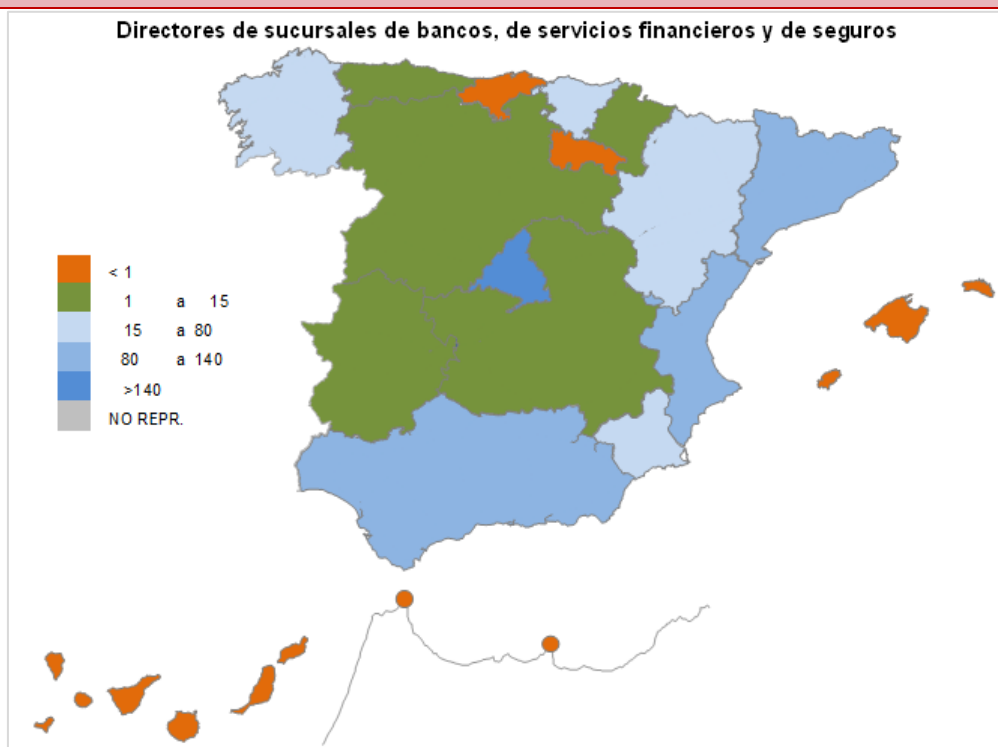 Directores de sucursales de bancos, de servicios financieros y de seguros
< 1
1 a 15
15 a 80
80 a 140
>140
NO REPR.